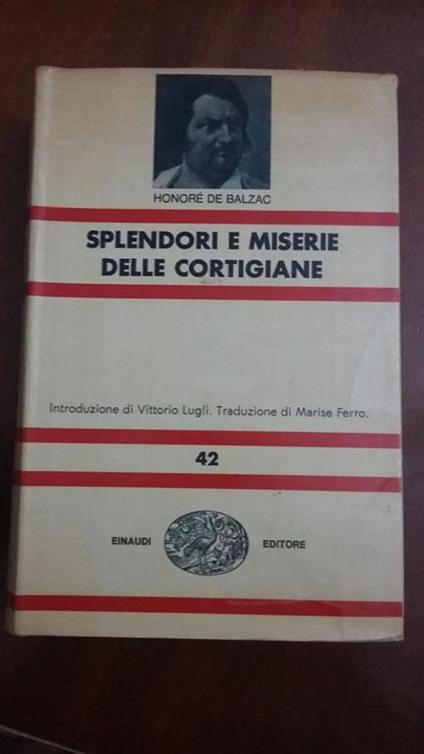 HONORÉ DE BALZAC
SPLENDORI E MISERIE
DELLE CORTIGIANE
Introduzione di Vittorio Lugli. Traduzione di Marise Ferro.
42
EINAUDI EDITORE